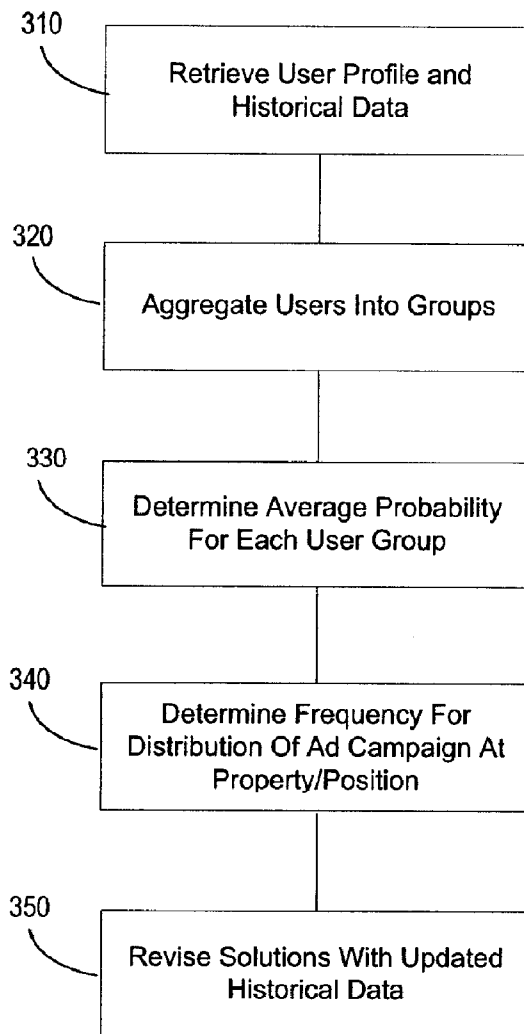 310
Retrieve User Profile and
Historical Data
320
Aggregate Users Into Groups
330
Determine Average Probability
For Each User Group
340
Determine Frequency For
Distribution Of Ad Campaign At
Property/Position
350
Revise Solutions With Updated
Historical Data